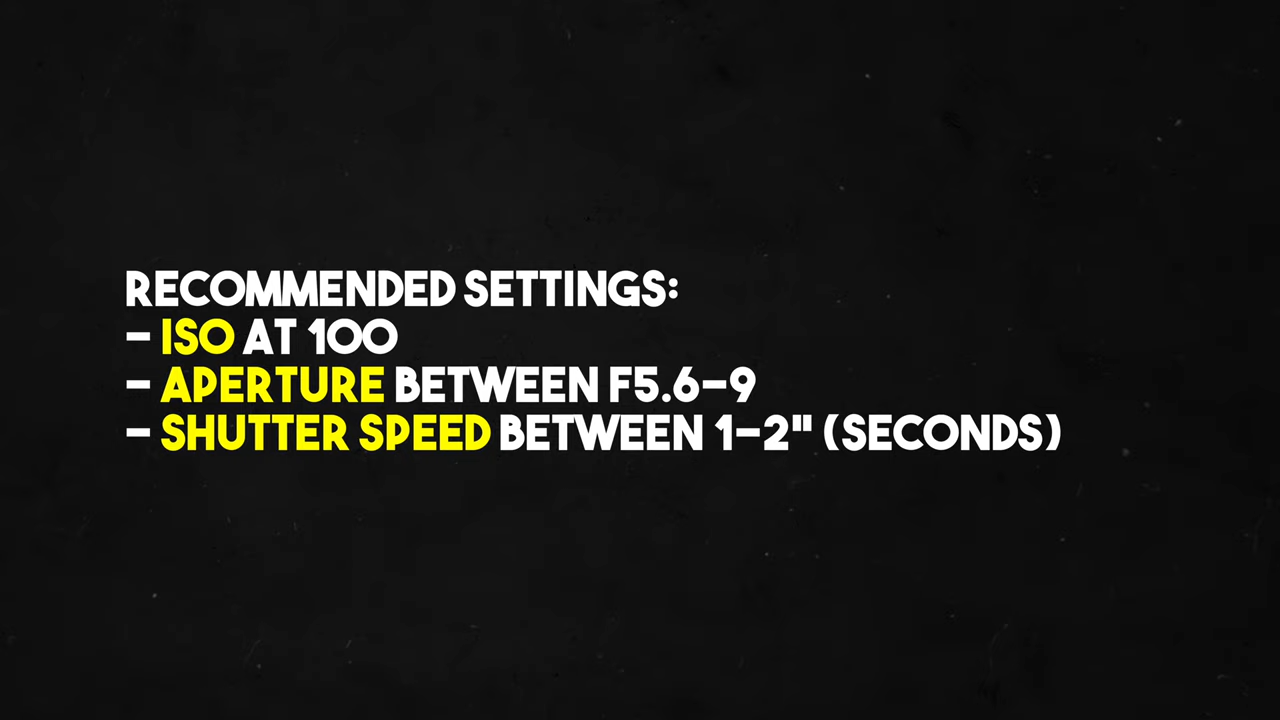 RECOMMENDED SETTINGS:
- ISO AT 100
- APERTURE BETWEEN F5.6-9
- SHUTTER SPEED BETWEEN 1-2" (SECONDS)